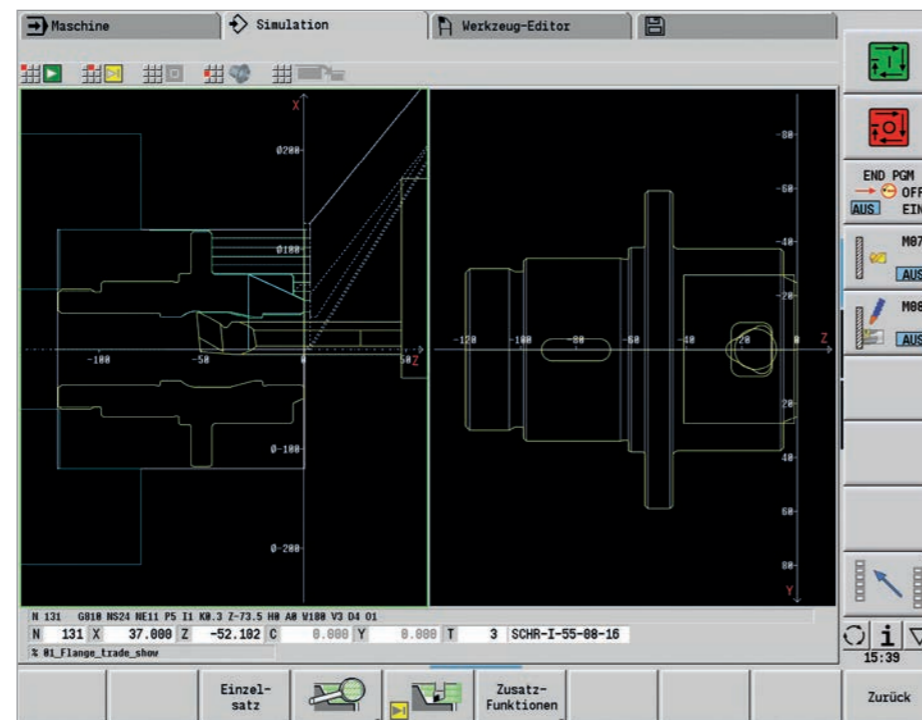 Maschine
Simulation
Werkzeug-Editor
X
Ø200
Ø100
-100
-50
0
50
Z
Ø-100
Ø-200
-80
-60
-40
-20
-120
-100
-80
-60
-40
-20
0
Z
20
40
60
80
Y
END PGM
OFF
AUS EIN
M07
AUS
M08
AUS
N 131 G810 NS24 NE11 P5 I1 K0.3 Z-73.5 H0 A0 W180 V3 D4 O1
N 131 X 37.000 Z -52.102 C 0.000 Y 0.000 T 3 SCHR-I-55-08-16
% 01_Flange_trade_show
15:39
Einzel-
satz
Zusatz-
Funktionen
Zurück